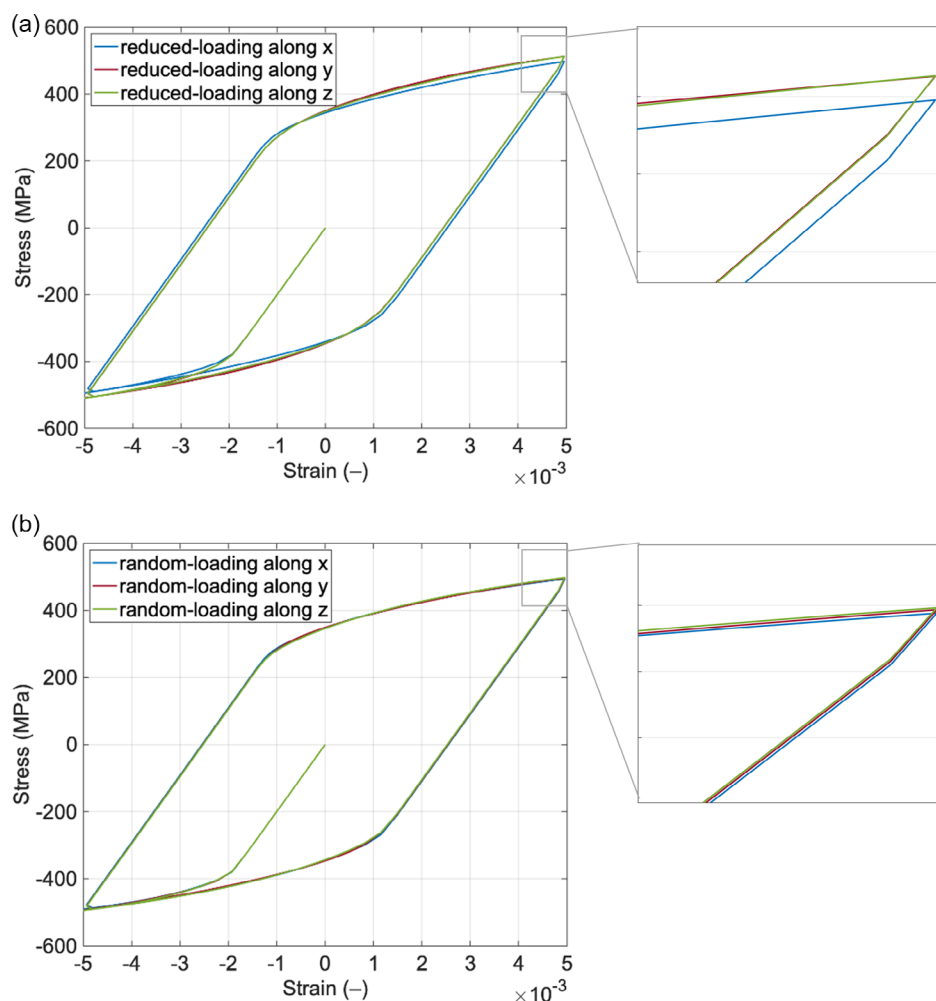 (a)
600
400
200
0
-200
-400
-600
Stress (MPa)
reduced-loading along x
reduced-loading along y
reduced-loading along z
-5 -4 -3 -2 -1 0 1 2 3 4 5
Strain (–)
×10⁻³
(b)
600
400
200
0
-200
-400
-600
Stress (MPa)
random-loading along x
random-loading along y
random-loading along z
-5 -4 -3 -2 -1 0 1 2 3 4 5
Strain (–)
×10⁻³